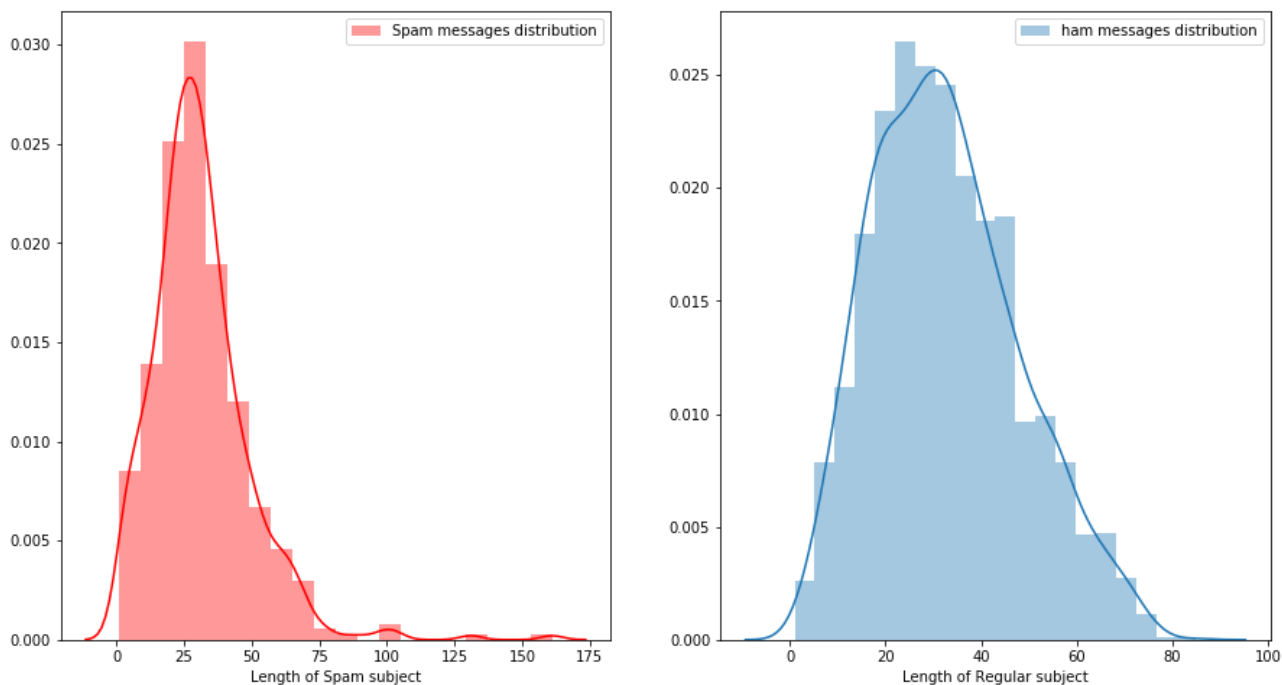 Spam messages distribution
0.030
0.025
0.020
0.015
0.010
0.005
0.000
0 25 50 75 100 125 150 175
Length of Spam subject
ham messages distribution
0.025
0.020
0.015
0.010
0.005
0.000
0 20 40 60 80 100
Length of Regular subject